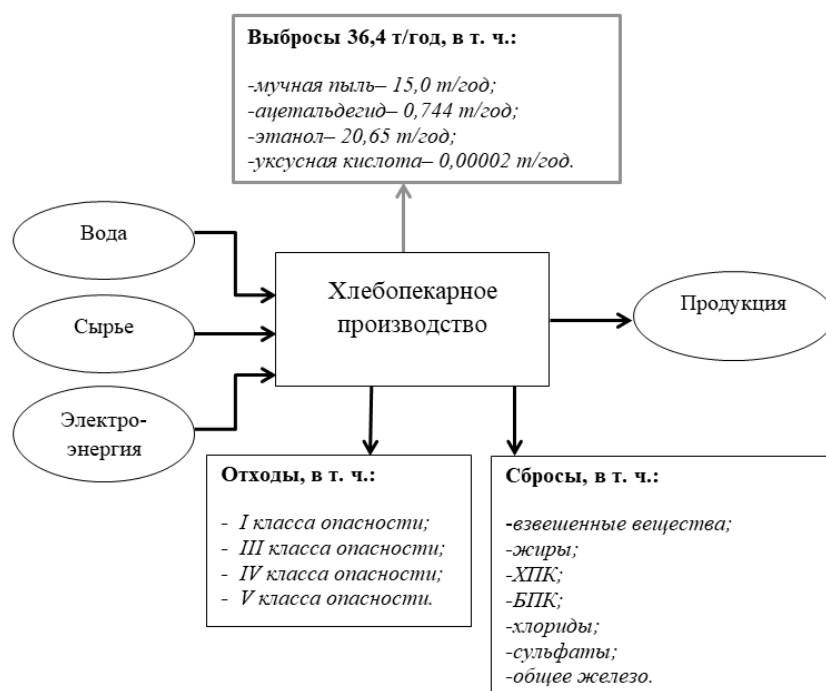 Выбросы 36,4 т/год, в т. ч.:
-мучная пыль– 15,0 т/год;
-ацетальдегид– 0,744 т/год;
-этанол– 20,65 т/год;
-уксусная кислота– 0,00002 т/год.
Вода
Сырье
Электро-
энергия
Хлебопекарное
производство
Продукция
Отходы, в т. ч.:
- I класса опасности;
- III класса опасности;
- IV класса опасности;
- V класса опасности.
Сбросы, в т. ч.:
-взвешенные вещества;
-жиры;
-ХПК;
-БПК;
-хлориды;
-сульфаты;
-общее железо.